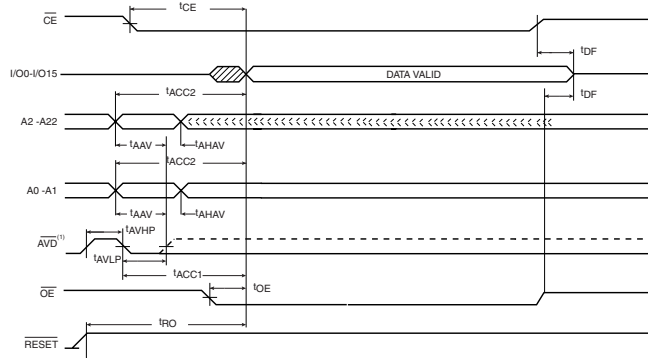 tCE
CE
tDF
I/O0-I/O15
DATA VALID
tACC2
tDF
A2 -A22
tAAV
tAHAV
tACC2
A0 -A1
tAAV
tAHAV
tAVHP
AVD(1)
tAVLP
tACC1
tOE
OE
tRO
RESET